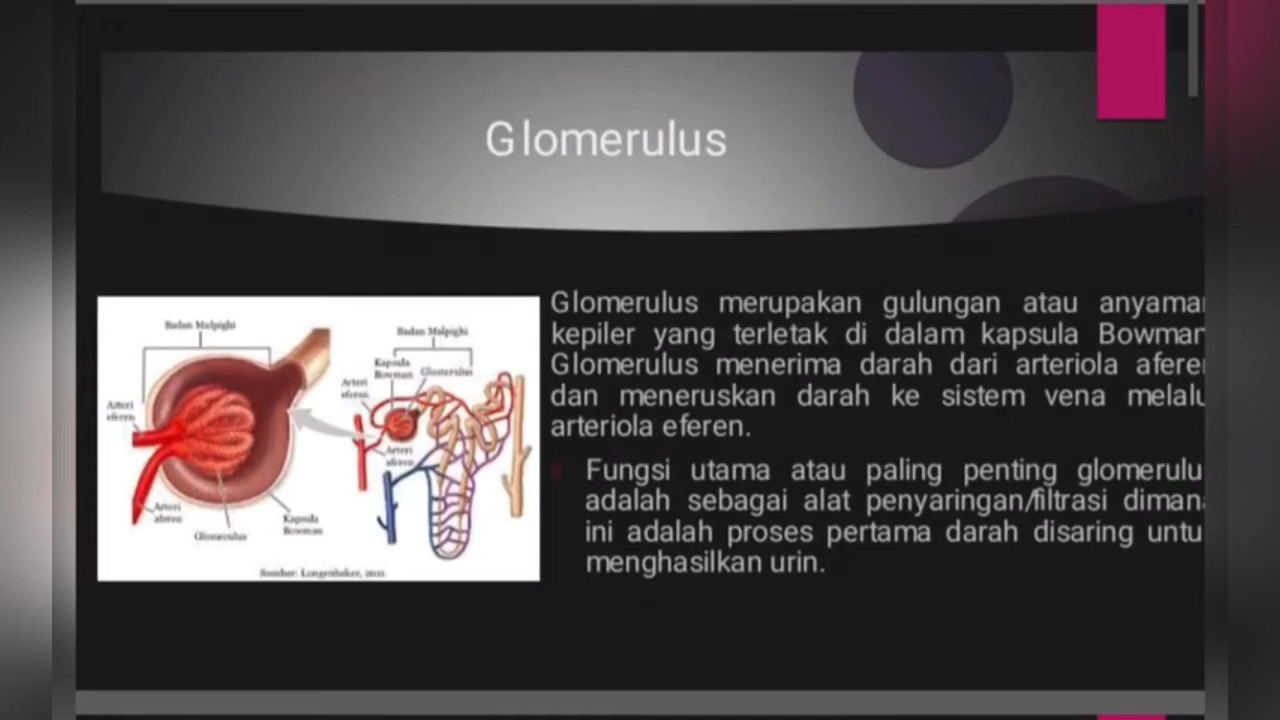 Glomerulus
Glomerulus merupakan gulungan atau anyaman
kepiler yang terletak di dalam kapsula Bowman
Glomerulus menerima darah dari arteriola aferen
dan meneruskan darah ke sistem vena melalu
arteriola eferen.
Fungsi utama atau paling penting glomerulu
adalah sebagai alat penyaringan/filtrasi dimana
ini adalah proses pertama darah disaring untu
menghasilkan urin.
Badan Malpighi
Arteri
eferen
Arteri
aferen
Glomerulus
Kapsula
Bowman
Badan Malpighi
Kapsula
Bowman
Glomerulus
Arteri
eferen
Arteri
aferen
Sumber: Longenbaker, 2011